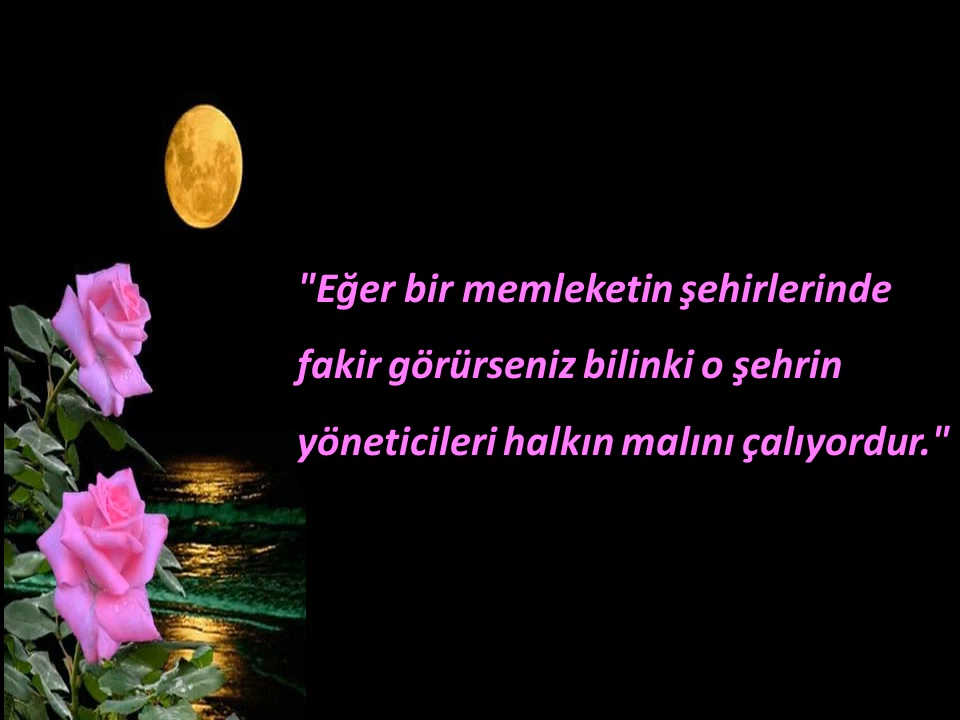 "Eğer bir memleketin şehirlerinde
fakir görürseniz bilinki o şehrin
yöneticileri halkın malını çalıyordur."